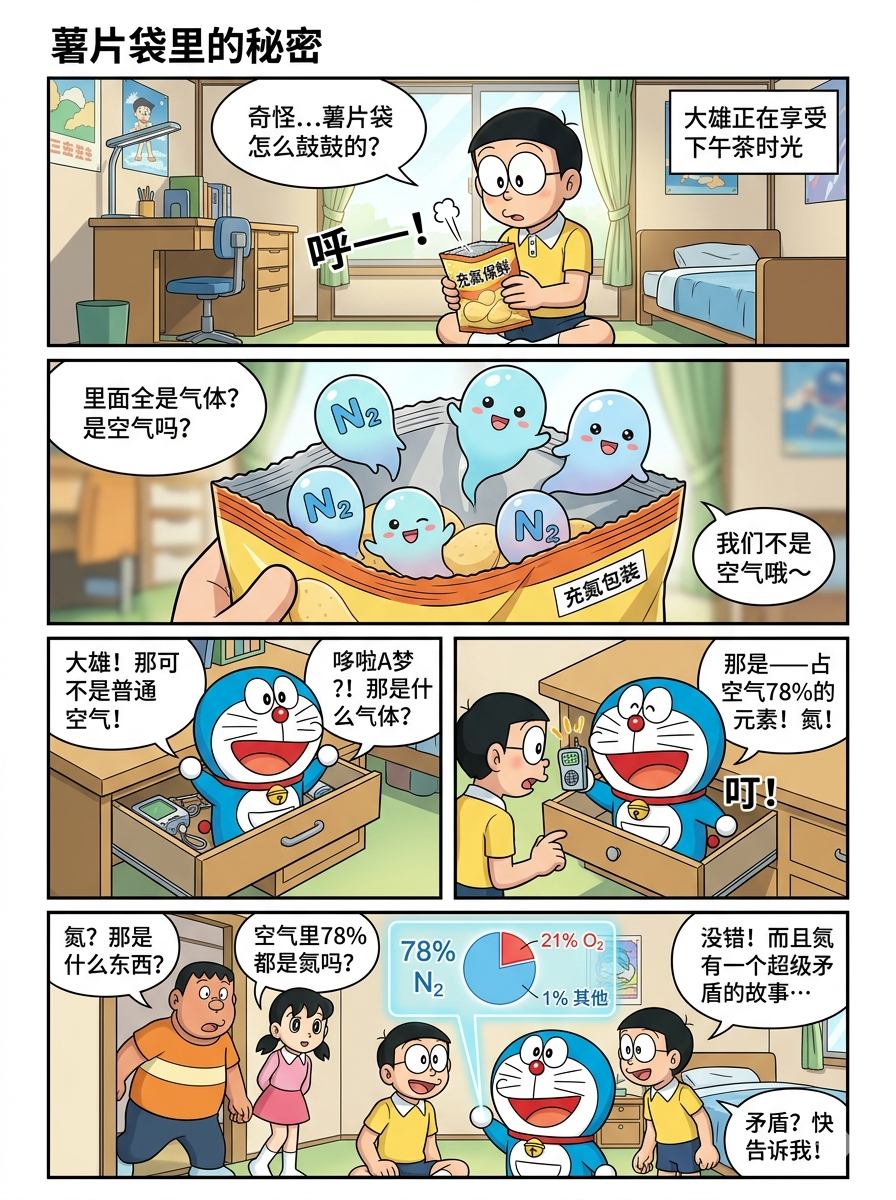 薯片袋里的秘密
奇怪…薯片袋
怎么鼓鼓的？
大雄正在享受
下午茶时光
呼——！
充氮保鲜
里面全是气体？
是空气吗？
N₂
N₂
N₂
充氮包装
我们不是
空气哦～
大雄！那可
不是普通
空气！
哆啦A梦
？！那是什
么气体？
那是——占
空气78%的
元素！氮！
叮！
氮？那是
什么东西？
空气里78%
都是氮吗？
78%
N₂
21% O₂
1% 其他
没错！而且氮
有一个超级矛
盾的故事…
矛盾？快
告诉我！